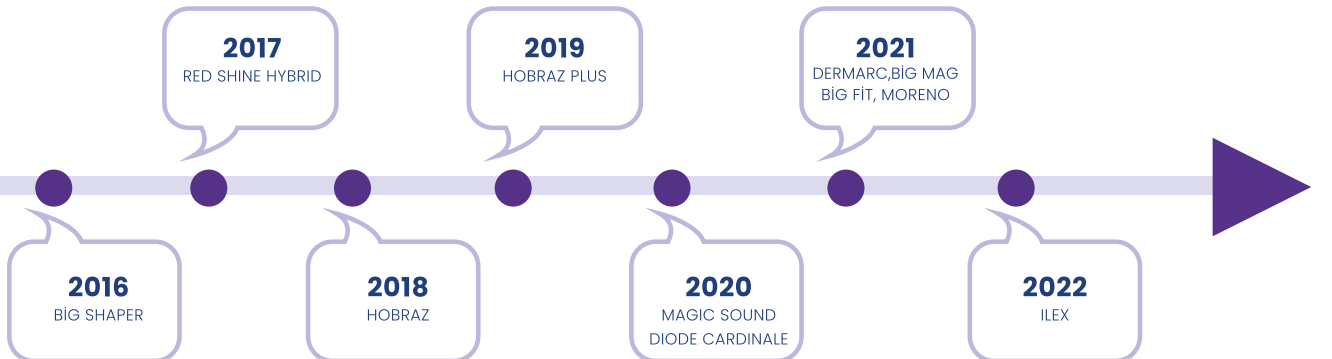 2017
RED SHINE HYBRID
2019
HOBRAZ PLUS
2021
DERMARC,BİG MAG
BİG FİT, MORENO
2016
BİG SHAPER
2018
HOBRAZ
2020
MAGIC SOUND
DIODE CARDINALE
2022
ILEX